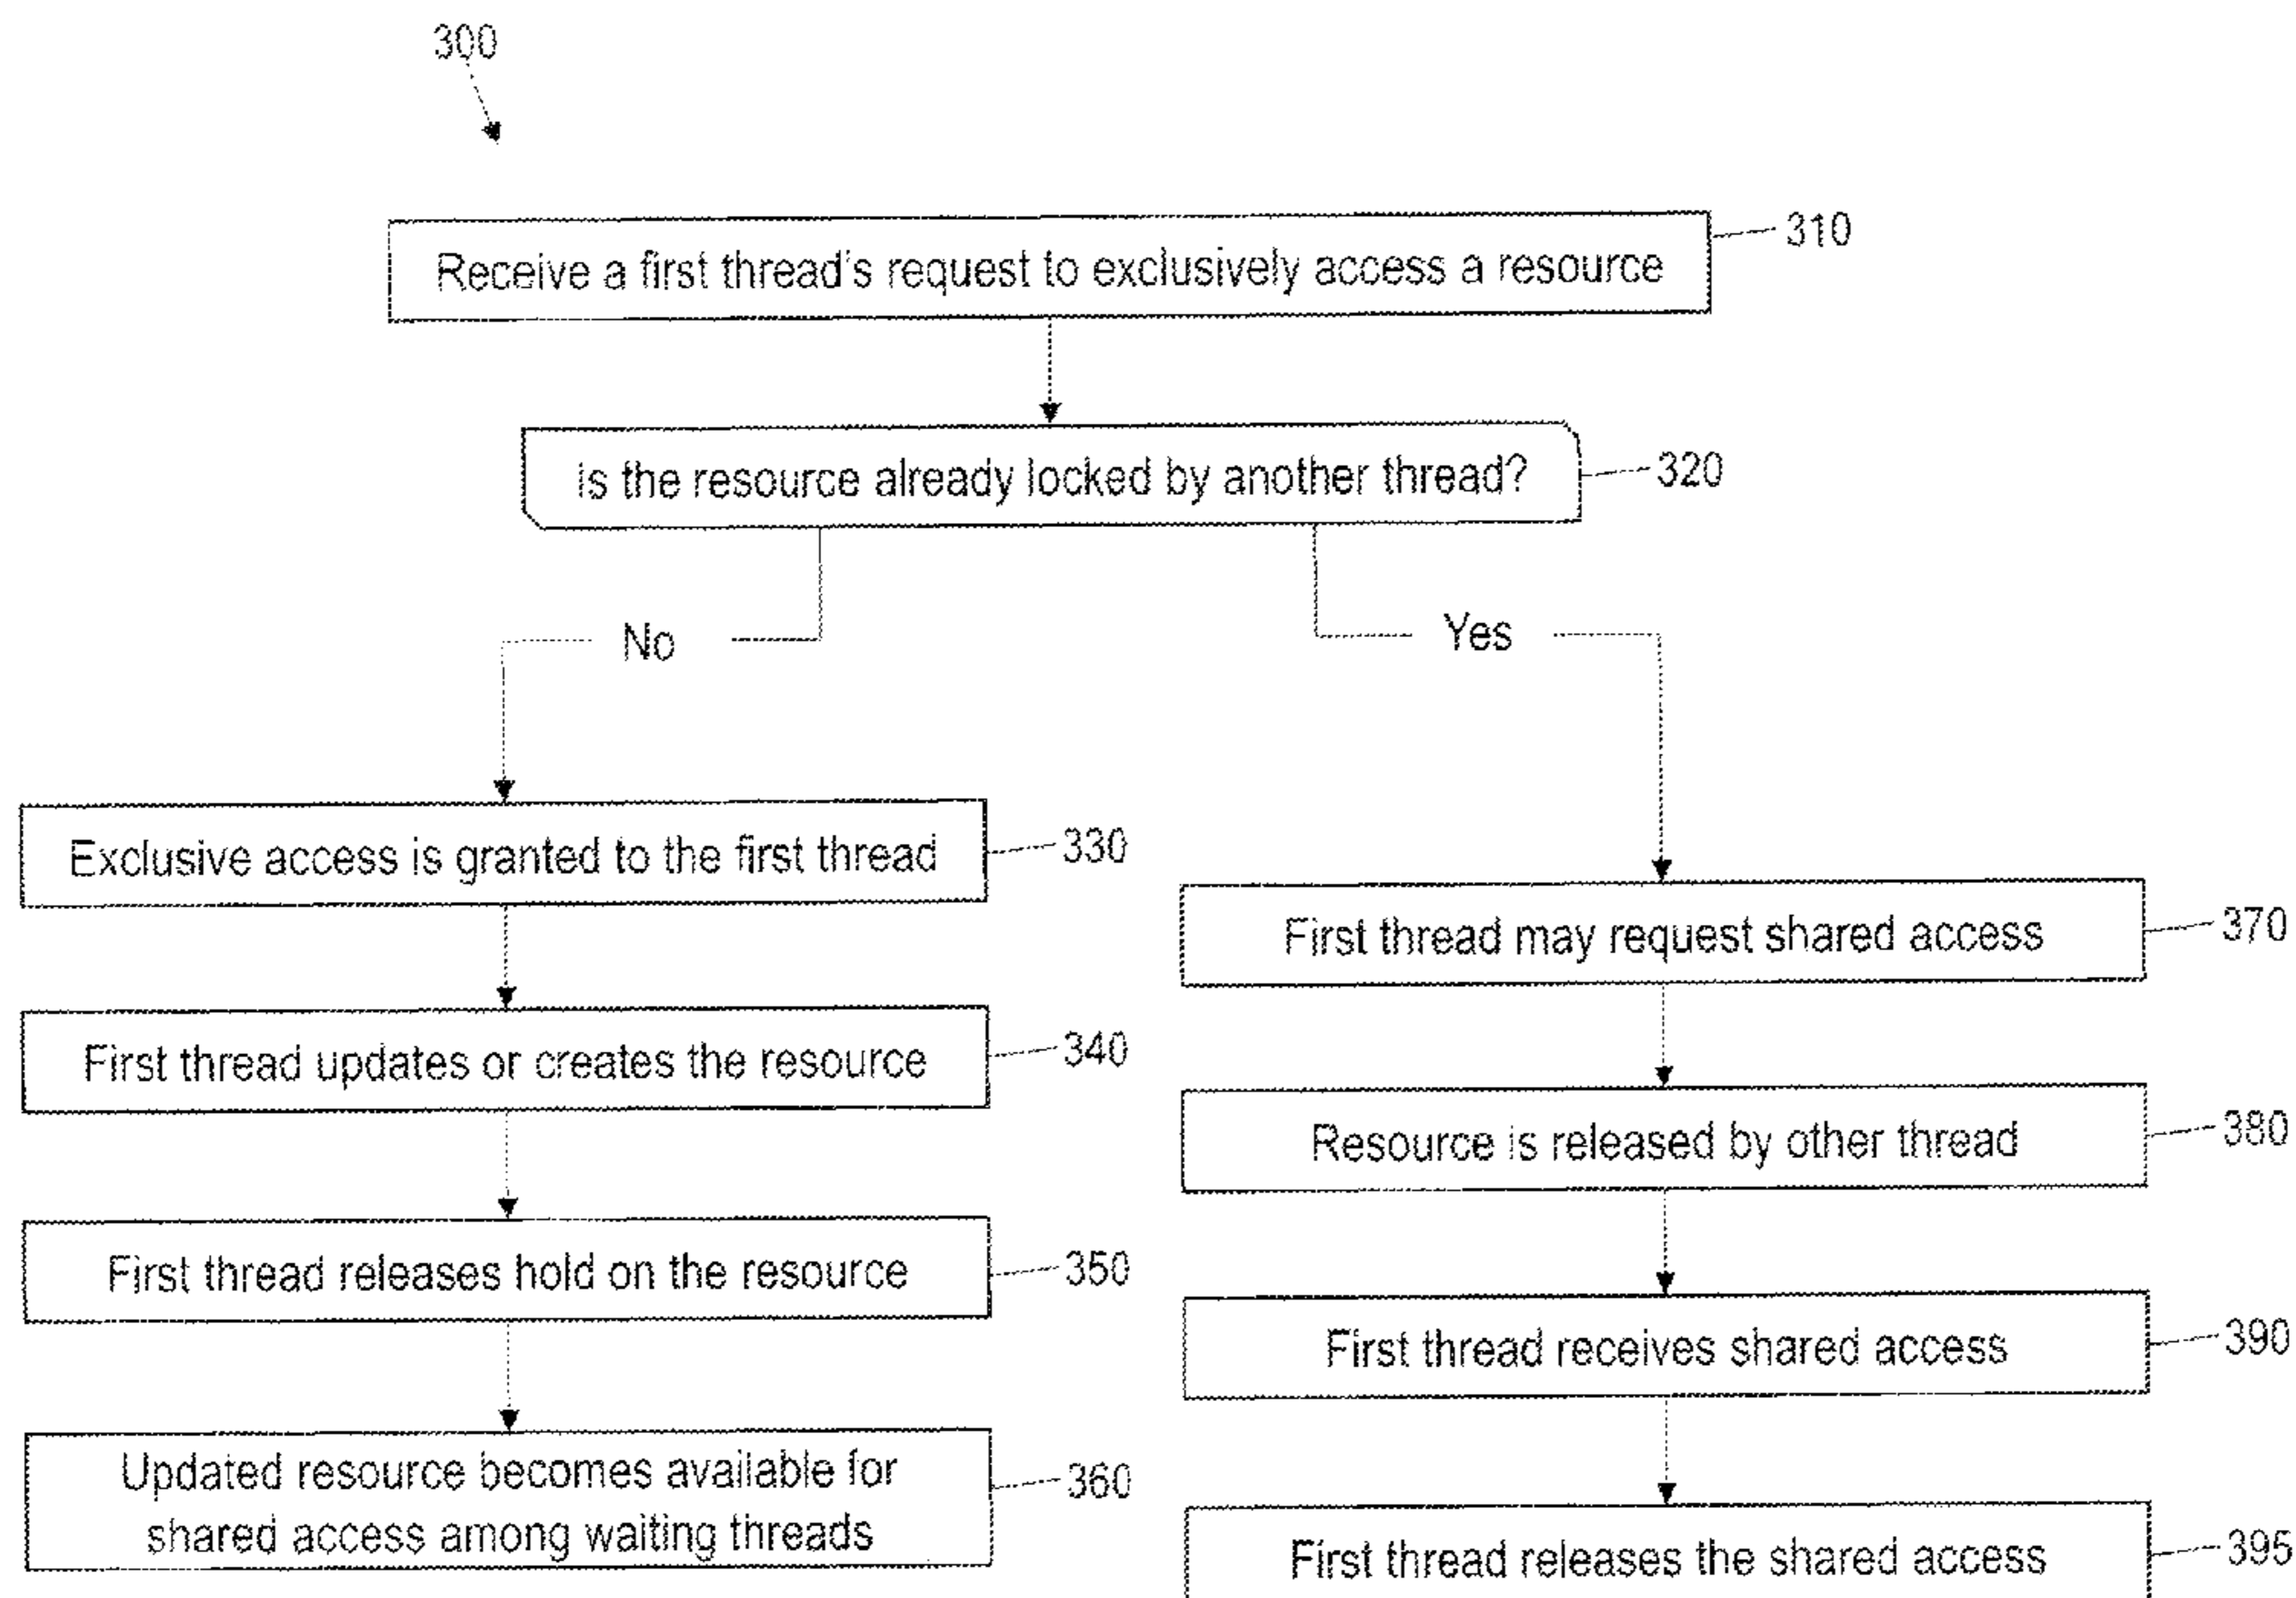 300
Receive a first thread's request to exclusively access a resource
310
Is the resource already locked by another thread?
320
No
Yes
Exclusive access is granted to the first thread
330
First thread may request shared access
370
First thread updates or creates the resource
340
Resource is released by other thread
380
First thread releases hold on the resource
350
First thread receives shared access
390
Updated resource becomes available for
shared access among waiting threads
360
First thread releases the shared access
395